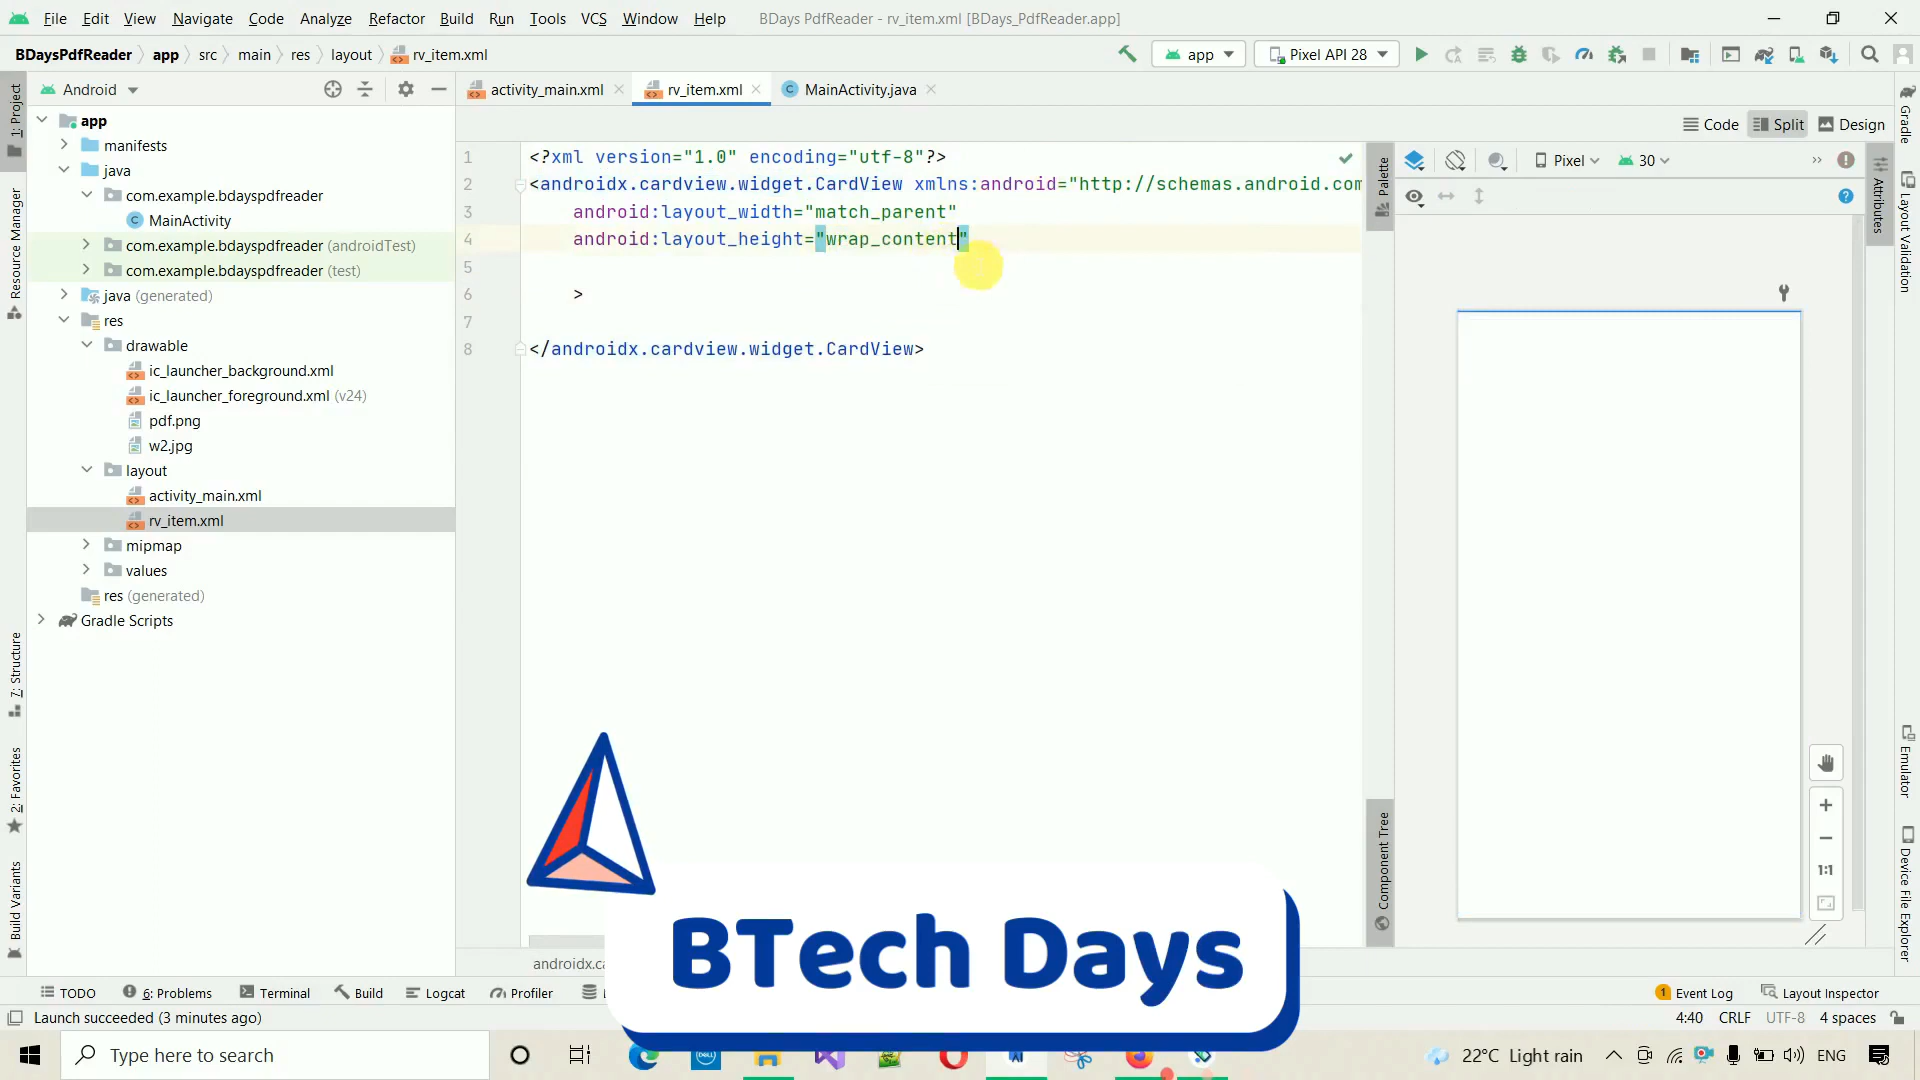 File Edit View Navigate Code Analyze Refactor Build Run Tools VCS Window Help BDays PdfReader - rv_item.xml [BDays_PdfReader.app]
BDaysPdfReader app src main res layout rv_item.xml app Pixel API 28
Android activity_main.xml rv_item.xml MainActivity.java
Code Split Design
1: Project
Resource Manager
7: Structure
2: Favorites
Build Variants
app
manifests
java
com.example.bdayspdfreader
MainActivity
com.example.bdayspdfreader (androidTest)
com.example.bdayspdfreader (test)
java (generated)
res
drawable
ic_launcher_background.xml
ic_launcher_foreground.xml (v24)
pdf.png
w2.jpg
layout
activity_main.xml
rv_item.xml
mipmap
values
res (generated)
Gradle Scripts
1 <?xml version="1.0" encoding="utf-8"?>
2 <androidx.cardview.widget.CardView xmlns:android="http://schemas.android.com
3 android:layout_width="match_parent"
4 android:layout_height="wrap_content"
5
6 >
7
8 </androidx.cardview.widget.CardView>
androidx.ca
Palette
Component Tree
Pixel 30
1:1
Attributes
Gradle
Layout Validation
Emulator
Device File Explorer
BTech Days
TODO 6: Problems Terminal Build Logcat Profiler 1 Event Log Layout Inspector
Launch succeeded (3 minutes ago) 4:40 CRLF UTF-8 4 spaces
Type here to search DELL 22°C Light rain ENG